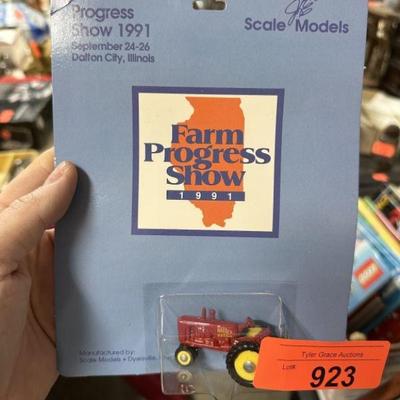 Progress
Show 1991
September 24-26
Dalton City, Illinois
Scale Models
Farm
Progress
Show
1991
Manufactured by:
Scale Models • Dyersville,
Tyler Grace Auctions
Lot#
923